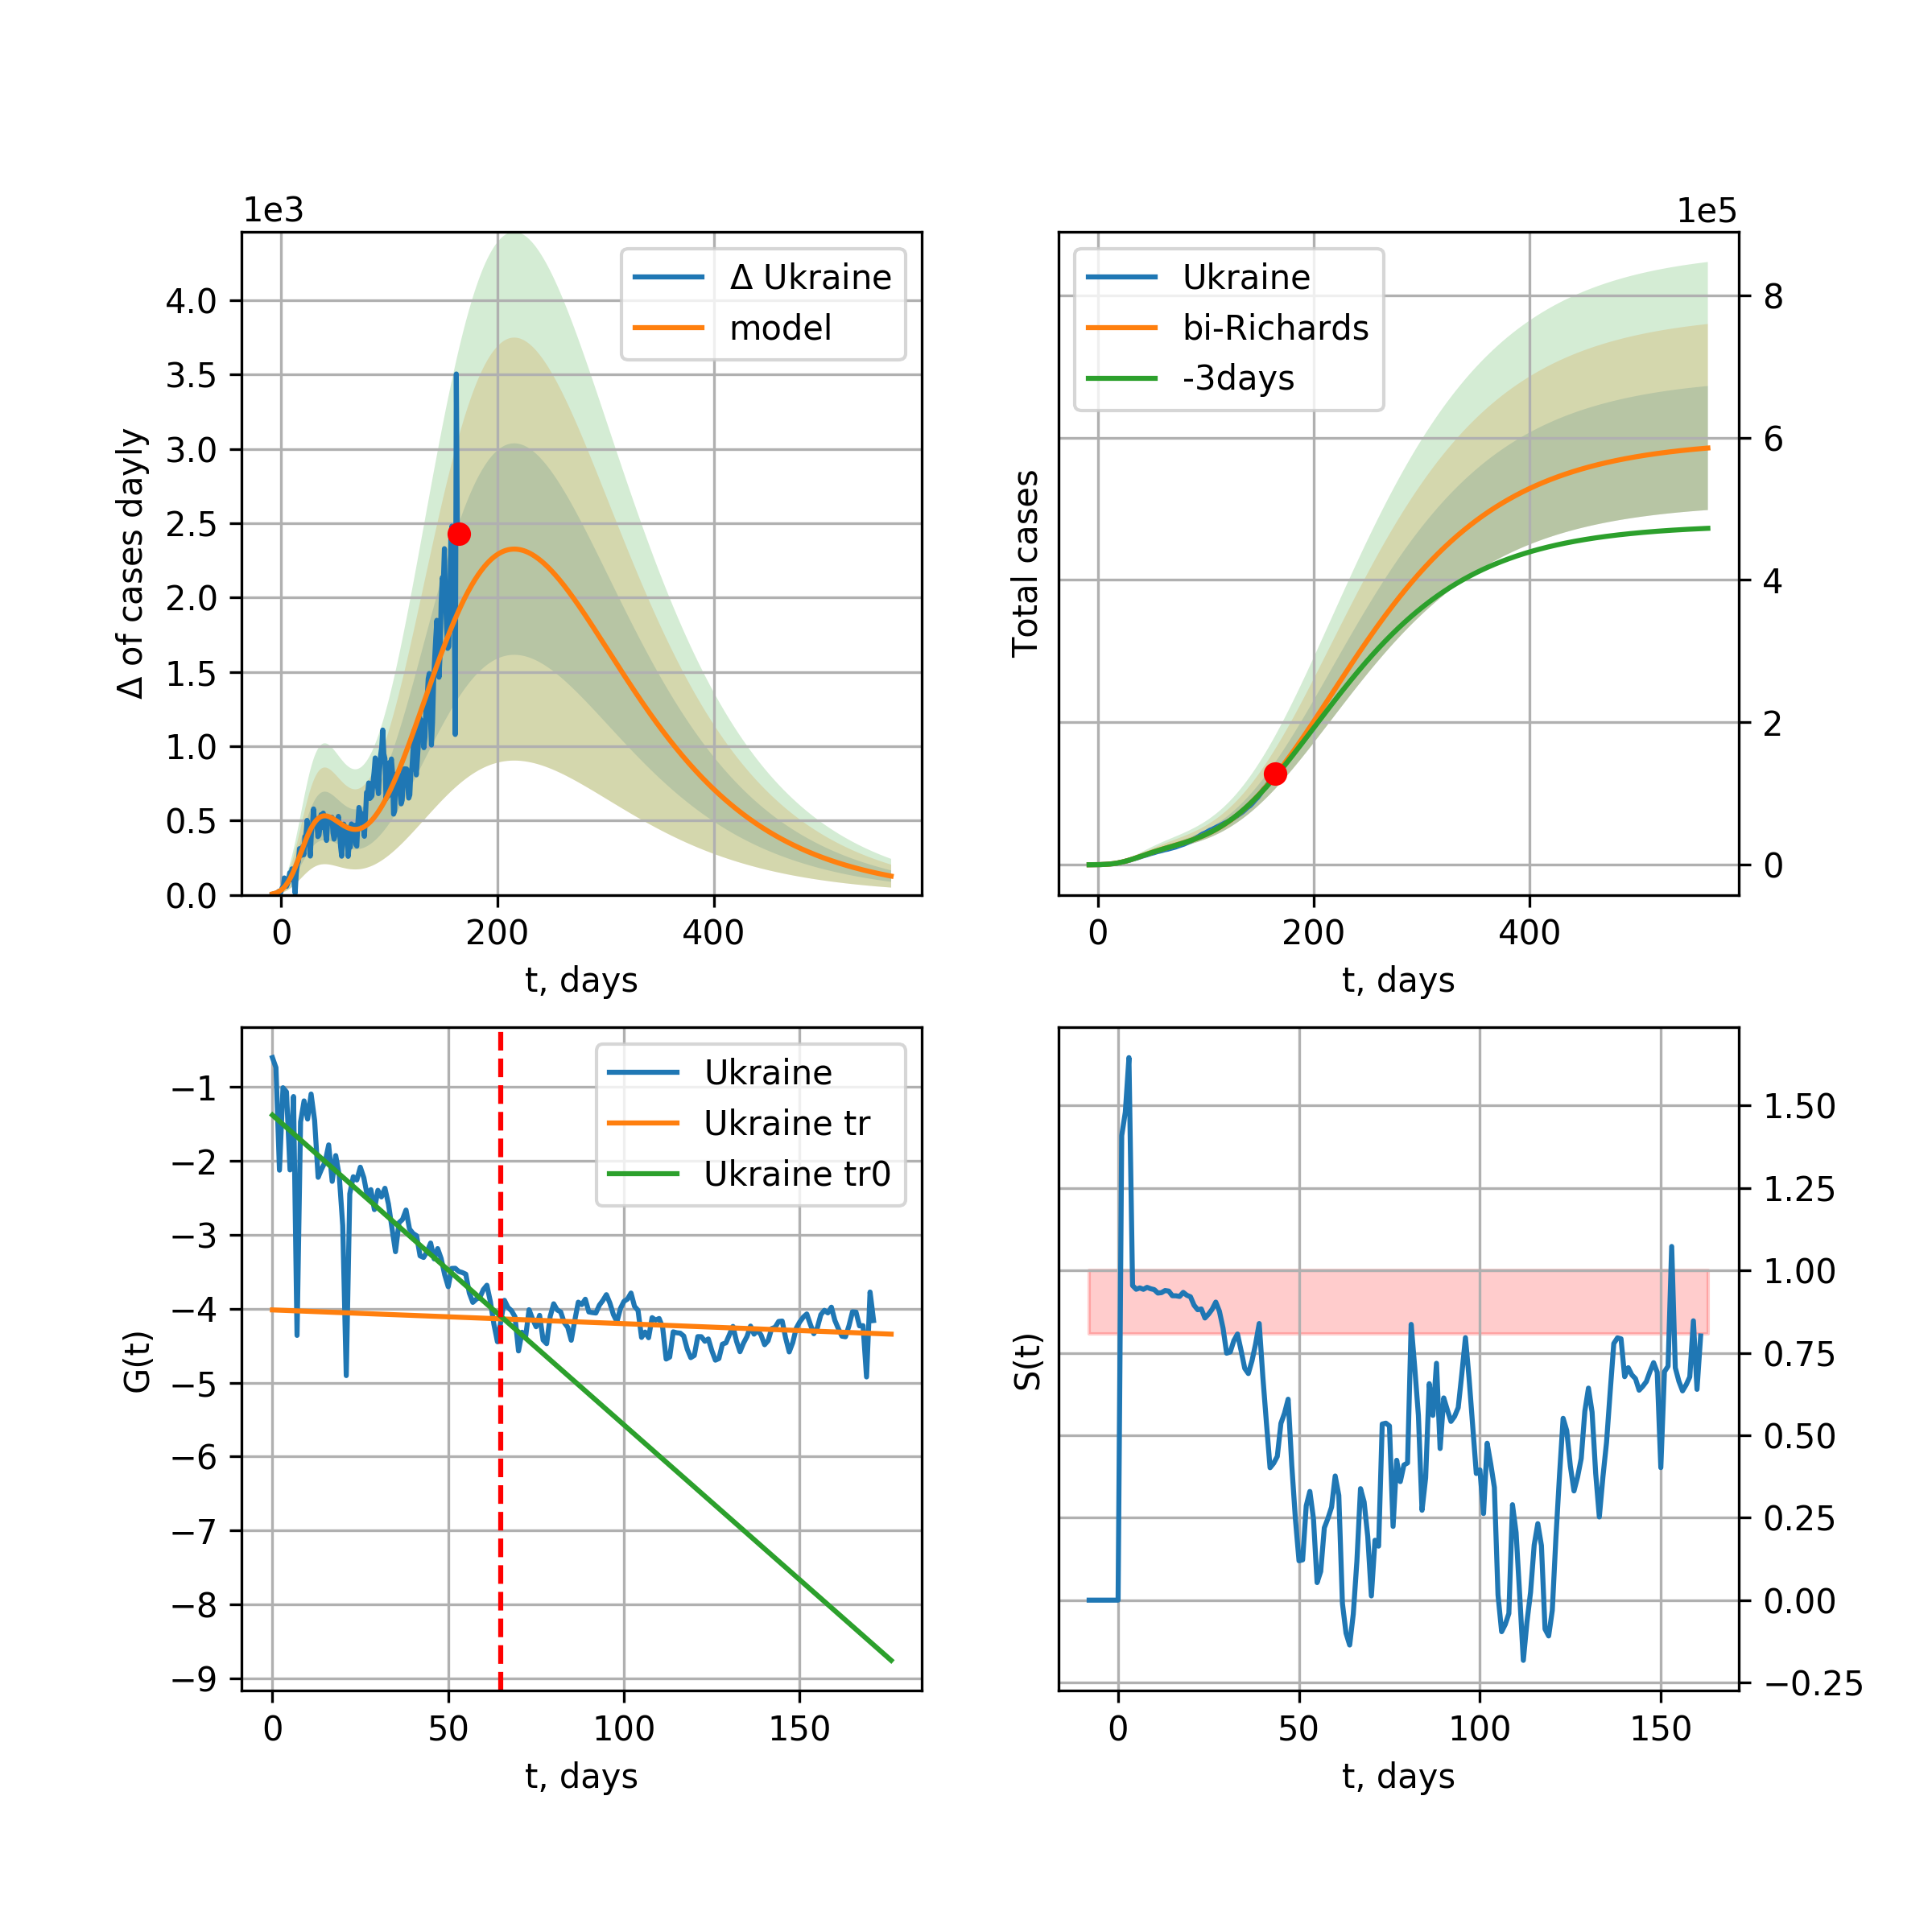 1e3
Δ of cases dayly
4.0
3.5
3.0
2.5
2.0
1.5
1.0
0.5
0.0
0 200 400
t, days
Δ Ukraine
model
1e5
Total cases
8
6
4
2
0
0 200 400
t, days
Ukraine
bi-Richards
-3days
G(t)
−1
−2
−3
−4
−5
−6
−7
−8
−9
0 50 100 150
t, days
Ukraine
Ukraine tr
Ukraine tr0
S(t)
1.50
1.25
1.00
0.75
0.50
0.25
0.00
−0.25
0 50 100 150
t, days